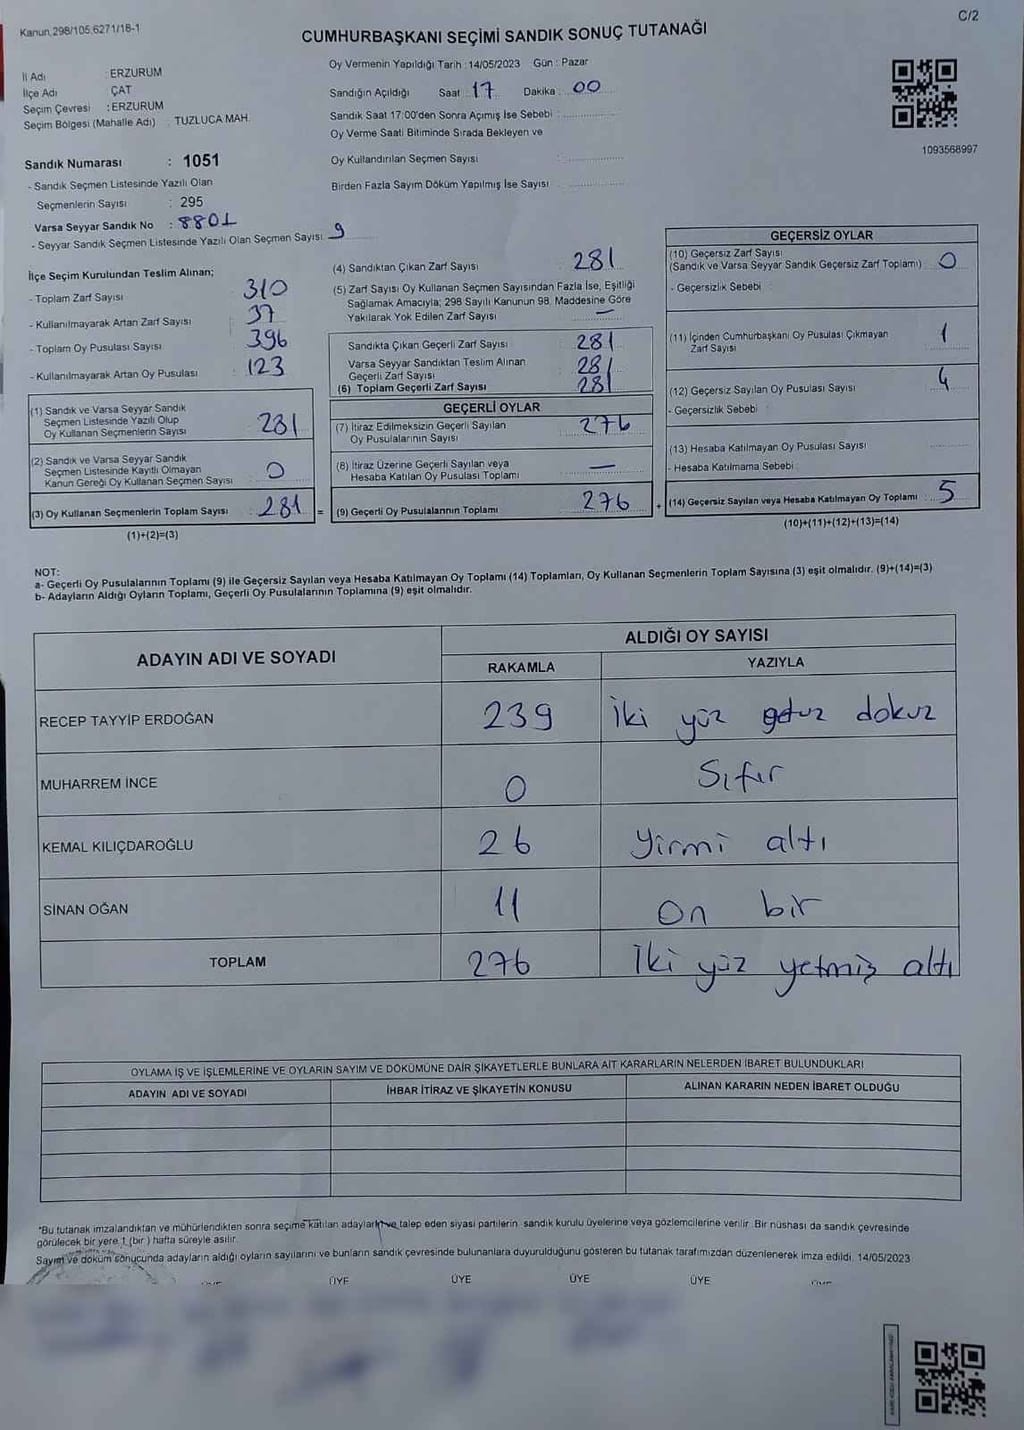 Kanun.298/105.6271/18-1
C/2
CUMHURBAŞKANI SEÇİMİ SANDIK SONUÇ TUTANAĞI
İl Adı : ERZURUM
İlçe Adı ÇAT
Seçim Çevresi : ERZURUM
Seçim Bölgesi (Mahalle Adı) : TUZLUCA MAH.
Sandık Numarası : 1051
- Sandık Seçmen Listesinde Yazılı Olan
Seçmenlerin Sayısı : 295
Varsa Seyyar Sandık No : 8801
- Seyyar Sandık Seçmen Listesinde Yazılı Olan Seçmen Sayısı: 9
Oy Vermenin Yapıldığı Tarih : 14/05/2023 Gün : Pazar
Sandığın Açıldığı Saat : 17 Dakika : 00
Sandık Saat 17:00'den Sonra Açımış İse Sebebi :
Oy Verme Saati Bitiminde Sırada Bekleyen ve
Oy Kullandırılan Seçmen Sayısı :
Birden Fazla Sayım Döküm Yapılmış İse Sayısı :
1093568997
İlçe Seçim Kurulundan Teslim Alınan;
- Toplam Zarf Sayısı : 310
- Kullanılmayarak Artan Zarf Sayısı : 37
- Toplam Oy Pusulası Sayısı : 396
- Kullanılmayarak Artan Oy Pusulası : 123
(1) Sandık ve Varsa Seyyar Sandık
Seçmen Listesinde Yazılı Olup
Oy Kullanan Seçmenlerin Sayısı 281
(2) Sandık ve Varsa Seyyar Sandık
Seçmen Listesinde Kayıtlı Olmayan
Kanun Gereği Oy Kullanan Seçmen Sayısı : 0
(3) Oy Kullanan Seçmenlerin Toplam Sayısı : 281 =
(1)+(2)=(3)
(4) Sandıktan Çıkan Zarf Sayısı : 281
(5) Zarf Sayısı Oy Kullanan Seçmen Sayısından Fazla İse, Eşitliği
Sağlamak Amacıyla; 298 Sayılı Kanunun 98. Maddesine Göre
Yakılarak Yok Edilen Zarf Sayısı : —
Sandıkta Çıkan Geçerli Zarf Sayısı : 281
Varsa Seyyar Sandıktan Teslim Alınan
Geçerli Zarf Sayısı : 281
(6) Toplam Geçerli Zarf Sayısı : 281
GEÇERLİ OYLAR
(7) İtiraz Edilmeksizin Geçerli Sayılan
Oy Pusulalarının Sayısı : 276
(8) İtiraz Üzerine Geçerli Sayılan veya
Hesaba Katılan Oy Pusulası Toplamı : —
(9) Geçerli Oy Pusulalarının Toplamı : 276 +
GEÇERSİZ OYLAR
(10) Geçersiz Zarf Sayısı
(Sandık ve Varsa Seyyar Sandık Geçersiz Zarf Toplamı) : 0
- Geçersizlik Sebebi :
(11) İçinden Cumhurbaşkanı Oy Pusulası Çıkmayan
Zarf Sayısı 1
(12) Geçersiz Sayılan Oy Pusulası Sayısı : 4
- Geçersizlik Sebebi :
(13) Hesaba Katılmayan Oy Pusulası Sayısı :
- Hesaba Katılmama Sebebi :
(14) Geçersiz Sayılan veya Hesaba Katılmayan Oy Toplamı : 5
(10)+(11)+(12)+(13)=(14)
NOT:
a- Geçerli Oy Pusulalarının Toplamı (9) ile Geçersiz Sayılan veya Hesaba Katılmayan Oy Toplamı (14) Toplamları, Oy Kullanan Seçmenlerin Toplam Sayısına (3) eşit olmalıdır. (9)+(14)=(3)
b- Adayların Aldığı Oyların Toplamı, Geçerli Oy Pusulalarının Toplamına (9) eşit olmalıdır.
ADAYIN ADI VE SOYADI ALDIĞI OY SAYISI
RAKAMLA YAZIYLA
RECEP TAYYİP ERDOĞAN 239 iki yüz otuz dokuz
MUHARREM İNCE 0 Sıfır
KEMAL KILIÇDAROĞLU 26 Yirmi altı
SİNAN OĞAN 11 On bir
TOPLAM 276 İki yüz yetmiş altı
OYLAMA İŞ VE İŞLEMLERİNE VE OYLARIN SAYIM VE DÖKÜMÜNE DAİR ŞİKAYETLERLE BUNLARA AİT KARARLARIN NELERDEN İBARET BULUNDUKLARI
ADAYIN ADI VE SOYADI İHBAR İTİRAZ VE ŞİKAYETİN KONUSU ALINAN KARARIN NEDEN İBARET OLDUĞU
*Bu tutanak imzalandıktan ve mühürlendikten sonra seçime katılan adaylara ve talep eden siyasi partilerin sandık kurulu üyelerine veya gözlemcilerine verilir. Bir nüshası da sandık çevresinde
görülecek bir yere 1 (bir ) hafta süreyle asılır.
Sayım ve döküm sonucunda adayların aldığı oyların sayılarını ve bunların sandık çevresinde bulunanlara duyurulduğunu gösteren bu tutanak tarafımızdan düzenlenerek imza edildi. 14/05/2023
ÜYE ÜYE ÜYE ÜYE